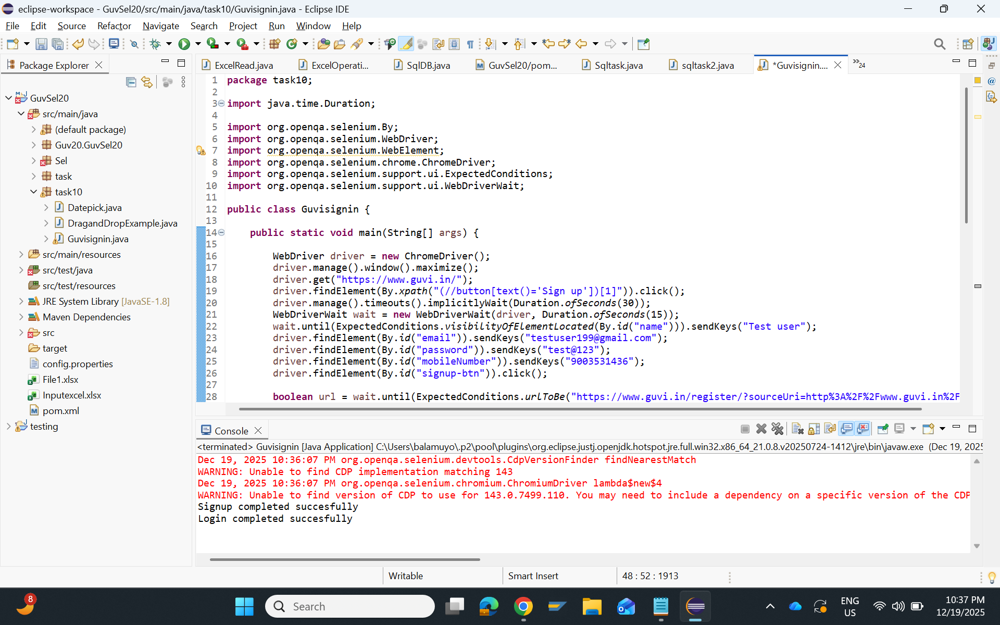 eclipse-workspace - GuvSel20/src/main/java/task10/Guvisignin.java - Eclipse IDE
File Edit Source Refactor Navigate Search Project Run Window Help
Package Explorer
GuvSel20
src/main/java
(default package)
Guv20.GuvSel20
Sel
task
task10
Datepick.java
DragandDropExample.java
Guvisignin.java
src/main/resources
src/test/java
src/test/resources
JRE System Library [JavaSE-1.8]
Maven Dependencies
src
target
config.properties
File1.xlsx
Inputexcel.xlsx
pom.xml
testing
ExcelRead.java ExcelOperati... SqlDB.java GuvSel20/pom... Sqltask.java sqltask2.java *Guvisignin.... »24
1 package task10;
2
3 import java.time.Duration;
4
5 import org.openqa.selenium.By;
6 import org.openqa.selenium.WebDriver;
7 import org.openqa.selenium.WebElement;
8 import org.openqa.selenium.chrome.ChromeDriver;
9 import org.openqa.selenium.support.ui.ExpectedConditions;
10 import org.openqa.selenium.support.ui.WebDriverWait;
11
12 public class Guvisignin {
13
14 public static void main(String[] args) {
15
16 WebDriver driver = new ChromeDriver();
17 driver.manage().window().maximize();
18 driver.get("https://www.guvi.in/");
19 driver.findElement(By.xpath("(//button[text()='Sign up'])[1]")).click();
20 driver.manage().timeouts().implicitlyWait(Duration.ofSeconds(30));
21 WebDriverWait wait = new WebDriverWait(driver, Duration.ofSeconds(15));
22 wait.until(ExpectedConditions.visibilityOfElementLocated(By.id("name"))).sendKeys("Test user");
23 driver.findElement(By.id("email")).sendKeys("testuser199@gmail.com");
24 driver.findElement(By.id("password")).sendKeys("test@123");
25 driver.findElement(By.id("mobileNumber")).sendKeys("9003531436");
26 driver.findElement(By.id("signup-btn")).click();
27
28 boolean url = wait.until(ExpectedConditions.urlToBe("https://www.guvi.in/register/?sourceUri=http%3A%2F%2Fwww.guvi.in%2F
Console
<terminated> Guvisignin [Java Application] C:\Users\balamuyo\.p2\pool\plugins\org.eclipse.justj.openjdk.hotspot.jre.full.win32.x86_64_21.0.8.v20250724-1412\jre\bin\javaw.exe (Dec 19, 2025
Dec 19, 2025 10:36:07 PM org.openqa.selenium.devtools.CdpVersionFinder findNearestMatch
WARNING: Unable to find CDP implementation matching 143
Dec 19, 2025 10:36:07 PM org.openqa.selenium.chromium.ChromiumDriver lambda$new$4
WARNING: Unable to find version of CDP to use for 143.0.7499.110. You may need to include a dependency on a specific version of the CDP
Signup completed succesfully
Login completed succesfully
Writable Smart Insert 48 : 52 : 1913
8
Search
ENG
US
10:37 PM
12/19/2025